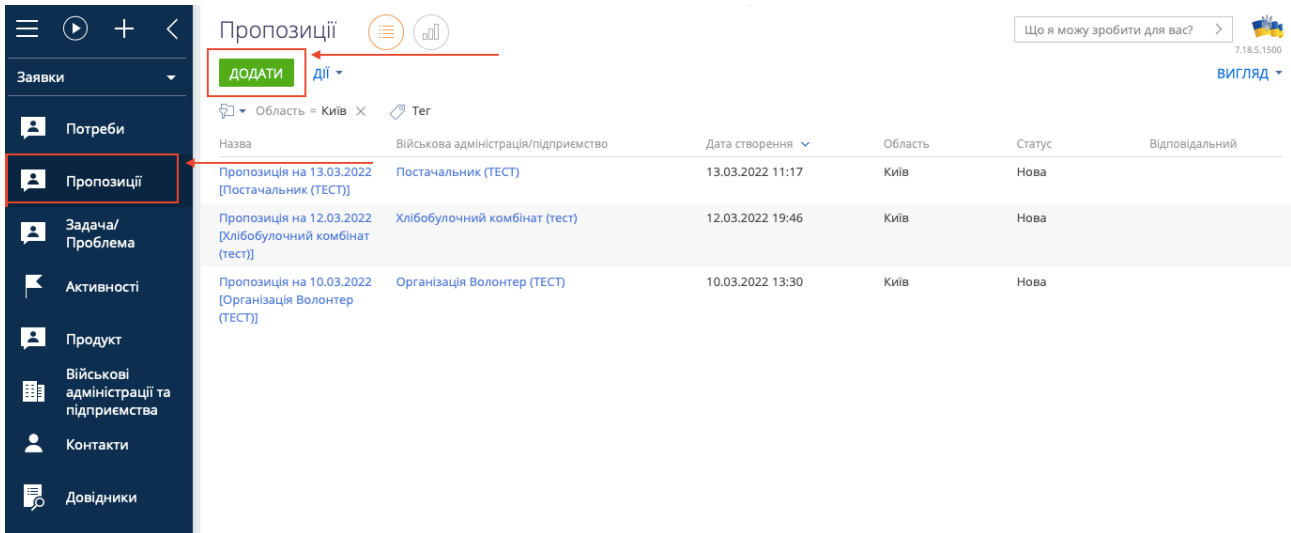 Пропозиції
Що я можу зробити для вас?
7.18.5.1500
Заявки
ДОДАТИ
ДІЇ
ВИГЛЯД
Область = Київ
Тег
Потреби
Пропозиції
Задача/
Проблема
Активності
Продукт
Військові
адміністрації та
підприємства
Контакти
Довідники
Назва Військова адміністрація/підприємство Дата створення Область Статус Відповідальний
Пропозиція на 13.03.2022 Постачальник (ТЕСТ) 13.03.2022 11:17 Київ Нова
[Постачальник (ТЕСТ)]
Пропозиція на 12.03.2022 Хлібобулочний комбінат (тест) 12.03.2022 19:46 Київ Нова
[Хлібобулочний комбінат
(тест)]
Пропозиція на 10.03.2022 Організація Волонтер (ТЕСТ) 10.03.2022 13:30 Київ Нова
[Організація Волонтер
(ТЕСТ)]